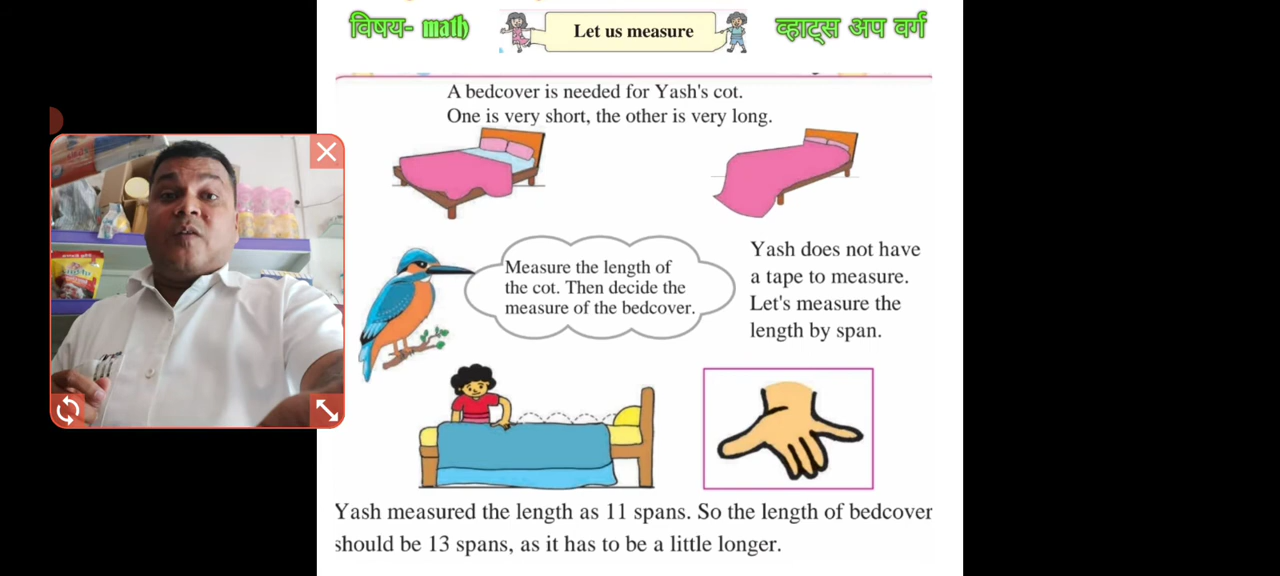 विषय- math
Let us measure
व्हाट्स अप वर्ग
A bedcover is needed for Yash's cot.
One is very short, the other is very long.
Measure the length of
the cot. Then decide the
measure of the bedcover.
Yash does not have
a tape to measure.
Let's measure the
length by span.
Yash measured the length as 11 spans. So the length of bedcover
should be 13 spans, as it has to be a little longer.